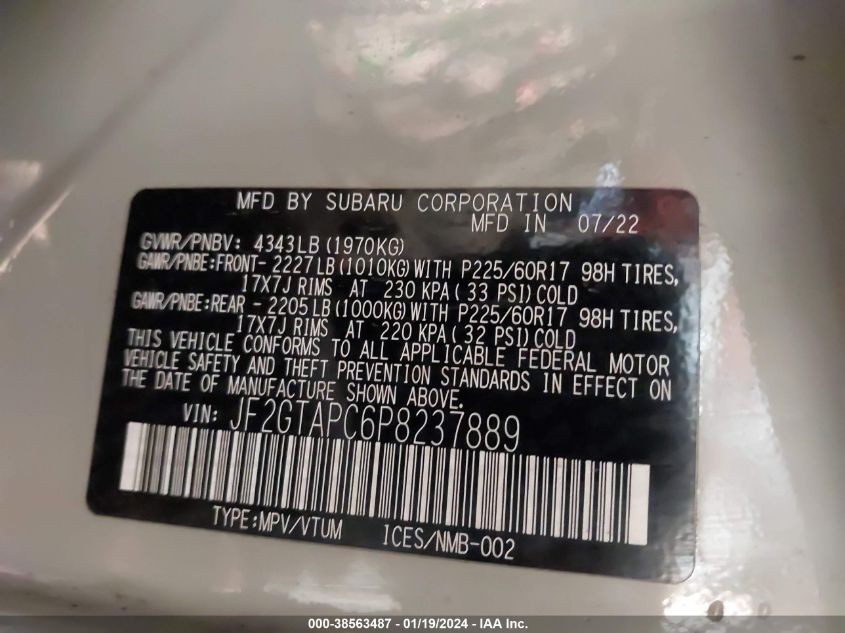 MFD BY SUBARU CORPORATION
MFD IN 07/22
GVWR/PNBV: 4343LB (1970KG)
GAWR/PNBE:FRONT- 2227LB (1010KG) WITH P225/60R17 98H TIRES,
17X7J RIMS AT 230 KPA ( 33 PSI) COLD
GAWR/PNBE:REAR - 2205LB (1000KG) WITH P225/60R17 98H TIRES,
17X7J RIMS AT 220 KPA ( 32 PSI) COLD
THIS VEHICLE CONFORMS TO ALL APPLICABLE FEDERAL MOTOR
VEHICLE SAFETY AND THEFT PREVENTION STANDARDS IN EFFECT ON
THE DATE OF MANUFACTURE SHOWN ABOVE.
VIN: JF2GTAPC6P8237889
TYPE:MPV/VTUM ICES/NMB-002
000-38563487 - 01/19/2024 - IAA Inc.